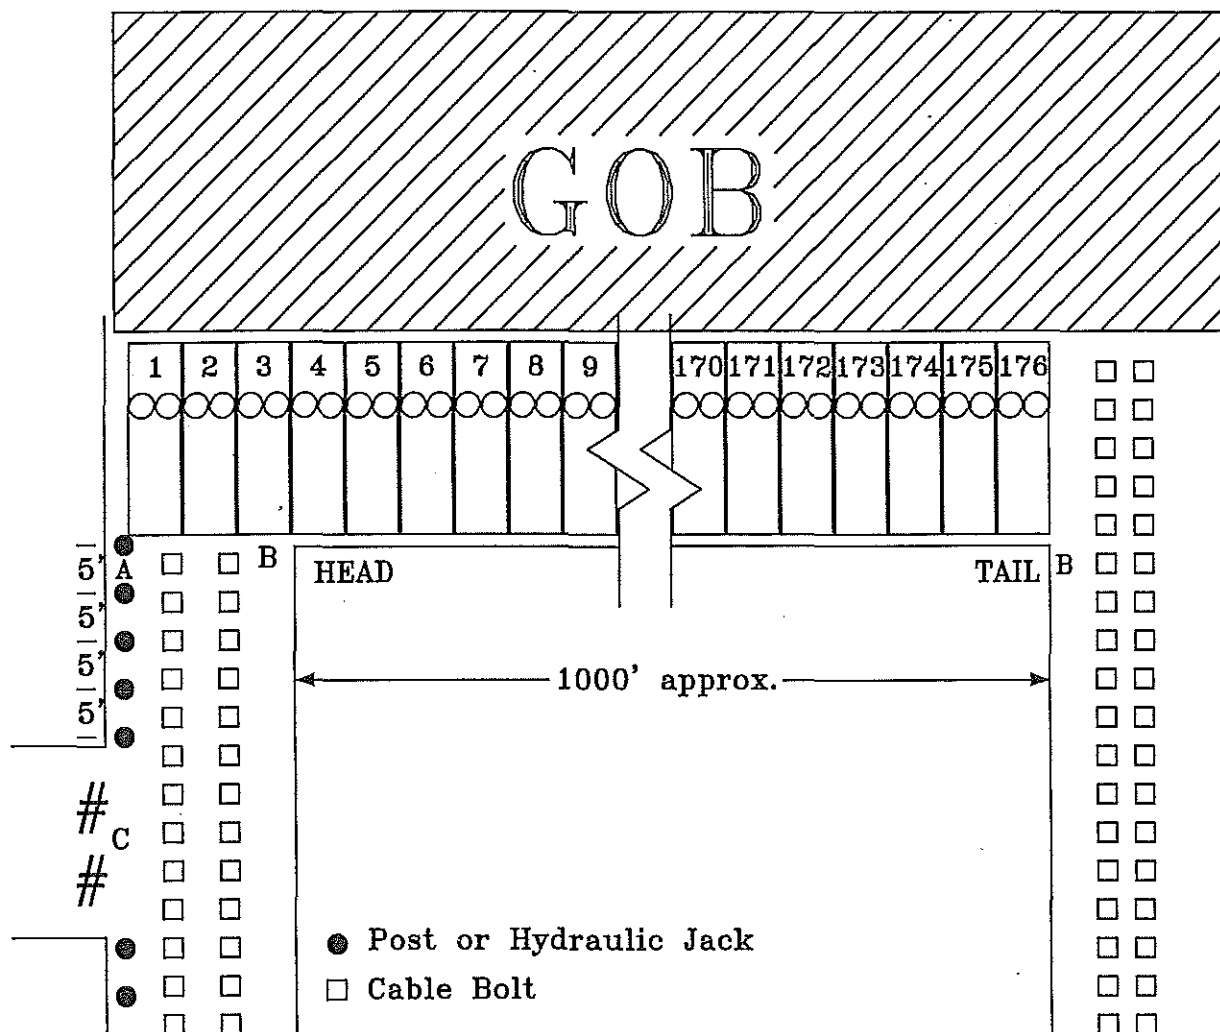 GOB
1 2 3 4 5 6 7 8 9 170 171 172 173 174 175 176
5' A B HEAD TAIL B
5'
5'
1000' approx.
5'
#
C
#
● Post or Hydraulic Jack
□ Cable Bolt